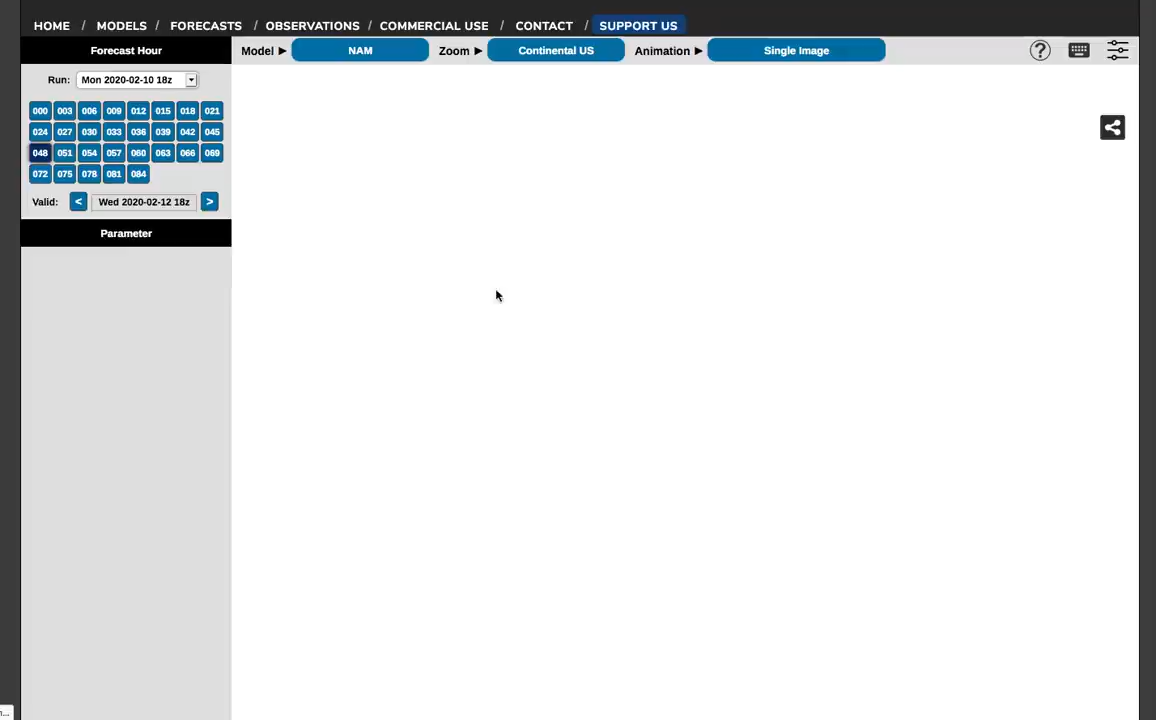 HOME / MODELS / FORECASTS / OBSERVATIONS / COMMERCIAL USE / CONTACT / SUPPORT US
Forecast Hour
Model ▶ NAM Zoom ▶ Continental US Animation ▶ Single Image
?
Run: Mon 2020-02-10 18z
000 003 006 009 012 015 018 021
024 027 030 033 036 039 042 045
048 051 054 057 060 063 066 069
072 075 078 081 084
Valid: < Wed 2020-02-12 18z >
Parameter